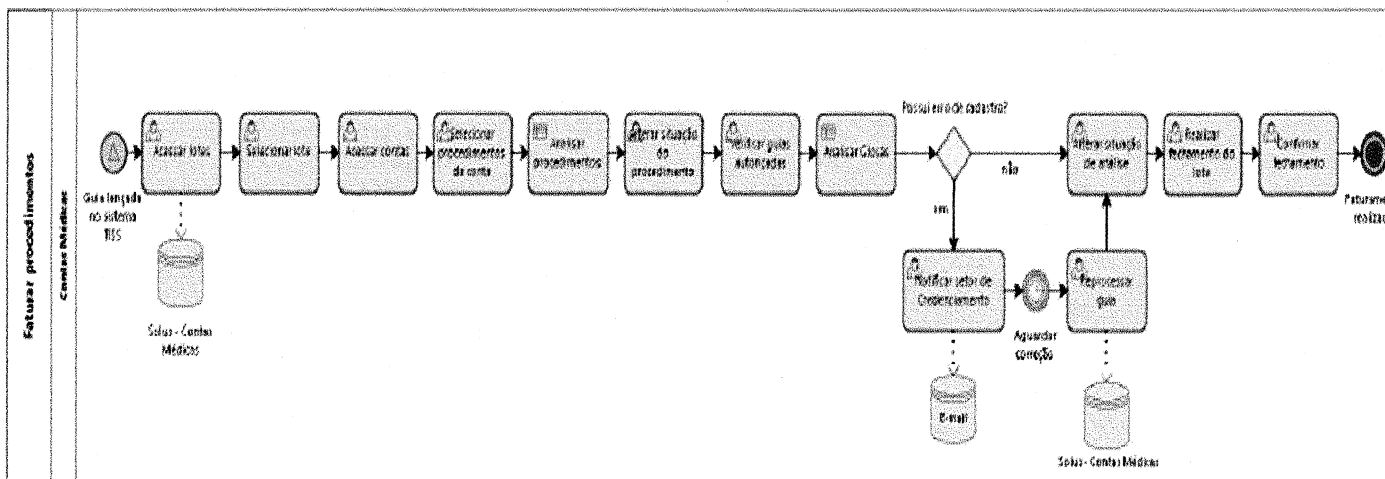 Faturar procedimentos
Contas Médicas
Guia lançada
no sistema
TISS
Acessar lotes
Selecionar lote
Acessar contas
Selecionar
procedimentos
da conta
Analisar
procedimentos
Alterar situação
do
procedimento
Verificar guias
autorizadas
Analisar Glosas
Possui erro de cadastro?
não
sim
Alterar situação
de análise
Realizar
fechamento do
lote
Confirmar
fechamento
Faturamen
realizad
Notificar setor de
Credenciamento
Aguardar
correção
Reprocessar
guia
Solus - Contas
Médicas
E-mail
Solus - Contas Médicas